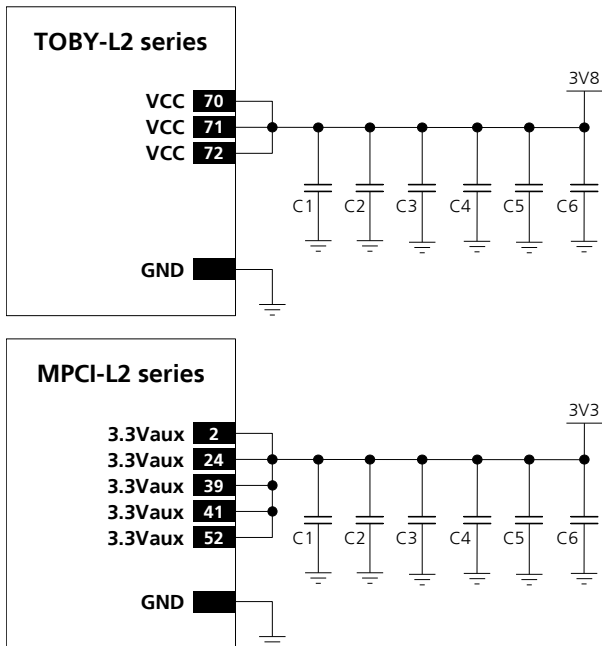 TOBY-L2 series
3V8
VCC 70
VCC 71
VCC 72
C1 C2 C3 C4 C5 C6
GND
MPCI-L2 series
3V3
3.3Vaux 2
3.3Vaux 24
3.3Vaux 39
3.3Vaux 41
3.3Vaux 52
C1 C2 C3 C4 C5 C6
GND